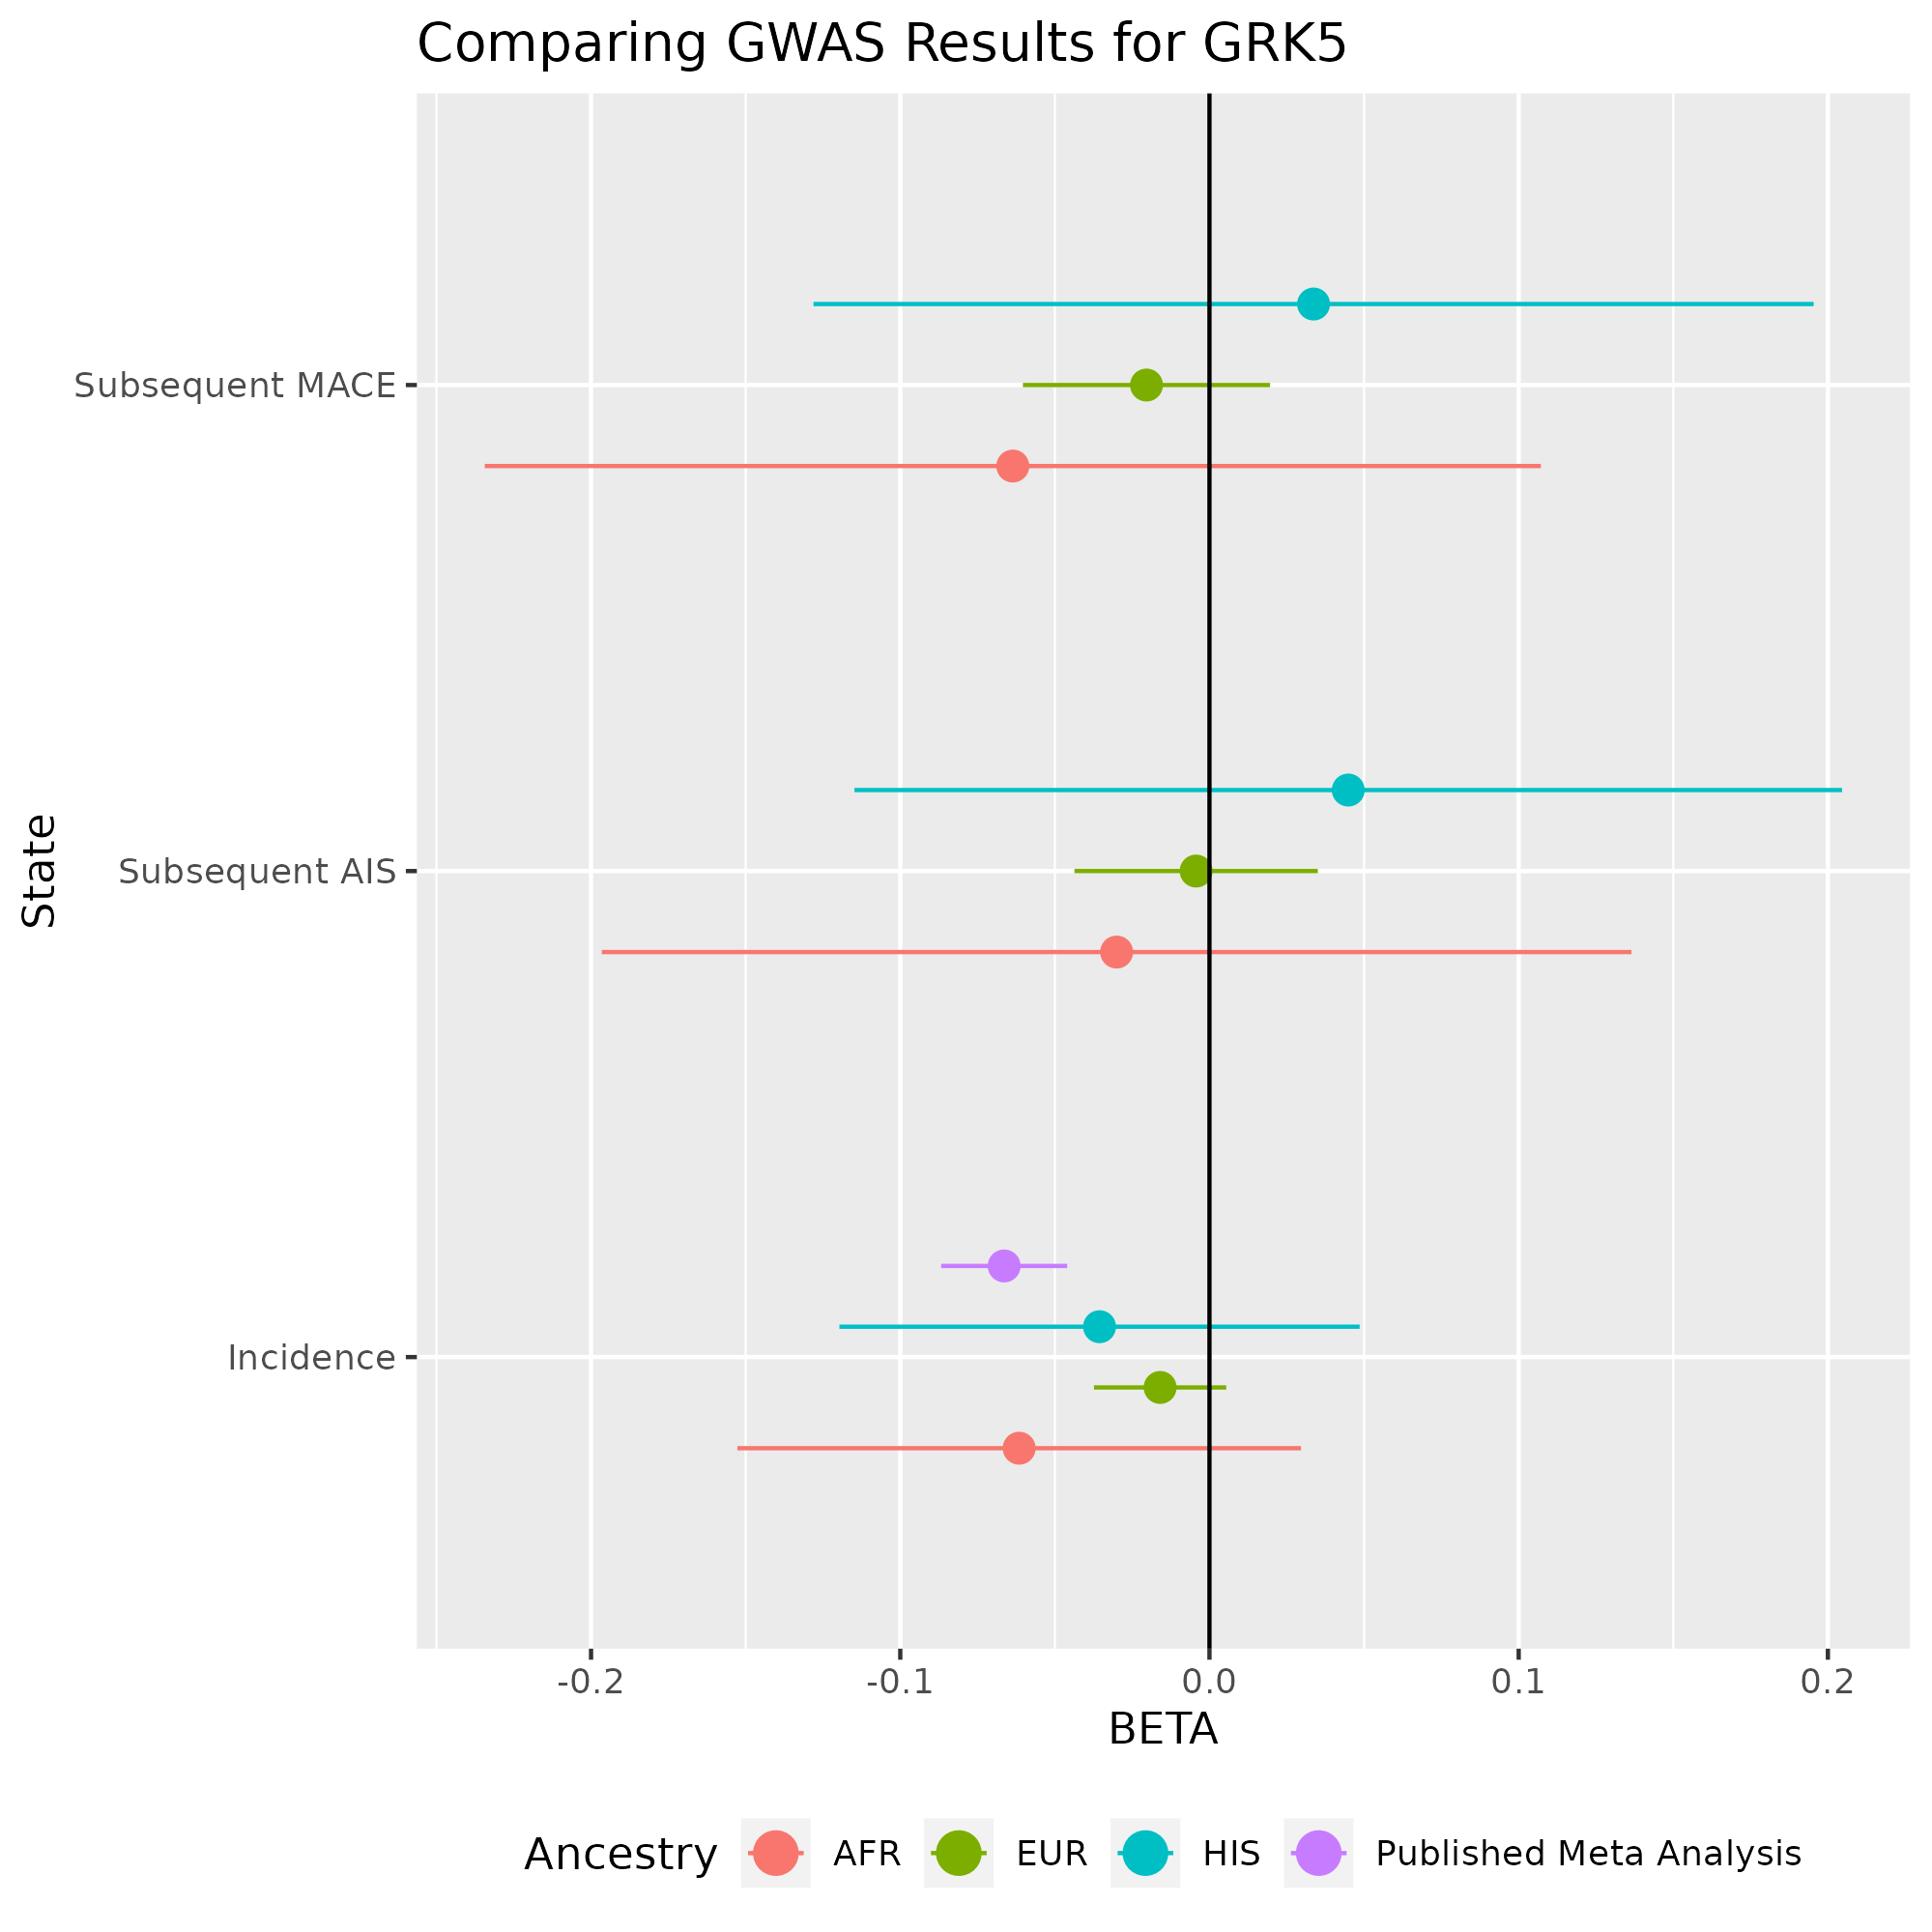 Comparing GWAS Results for GRK5
State
Subsequent MACE
Subsequent AIS
Incidence
-0.2 -0.1 0.0 0.1 0.2
BETA
Ancestry AFR EUR HIS Published Meta Analysis